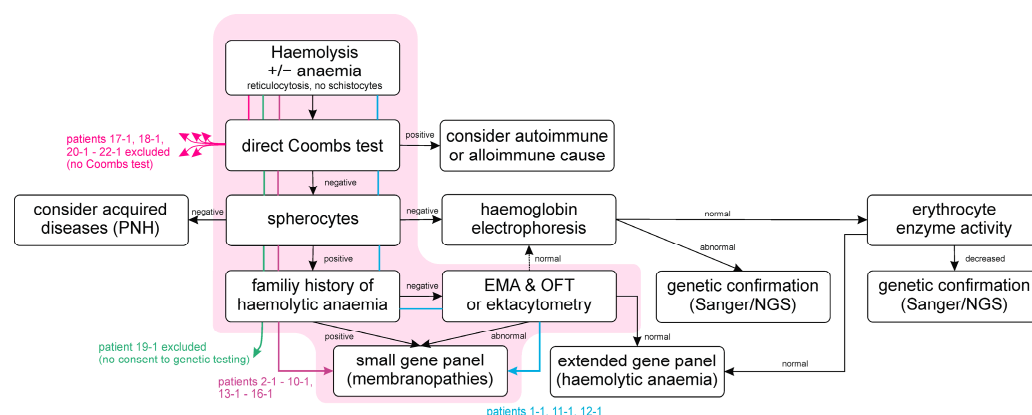 Haemolysis
+/− anaemia
reticulocytosis, no schistocytes
patients 17-1, 18-1,
20-1 - 22-1 excluded
(no Coombs test)
direct Coombs test
positive
consider autoimmune
or alloimmune cause
negative
consider acquired
diseases (PNH)
negative
spherocytes
negative
haemoglobin
electrophoresis
normal
erythrocyte
enzyme activity
positive
normal
abnormal
decreased
familiy history of
haemolytic anaemia
negative
EMA & OFT
or ektacytometry
genetic confirmation
(Sanger/NGS)
genetic confirmation
(Sanger/NGS)
positive
abnormal
normal
patient 19-1 excluded
(no consent to genetic testing)
small gene panel
(membranopathies)
extended gene panel
(haemolytic anaemia)
normal
patients 2-1 - 10-1,
13-1 - 16-1
patients 1-1, 11-1, 12-1